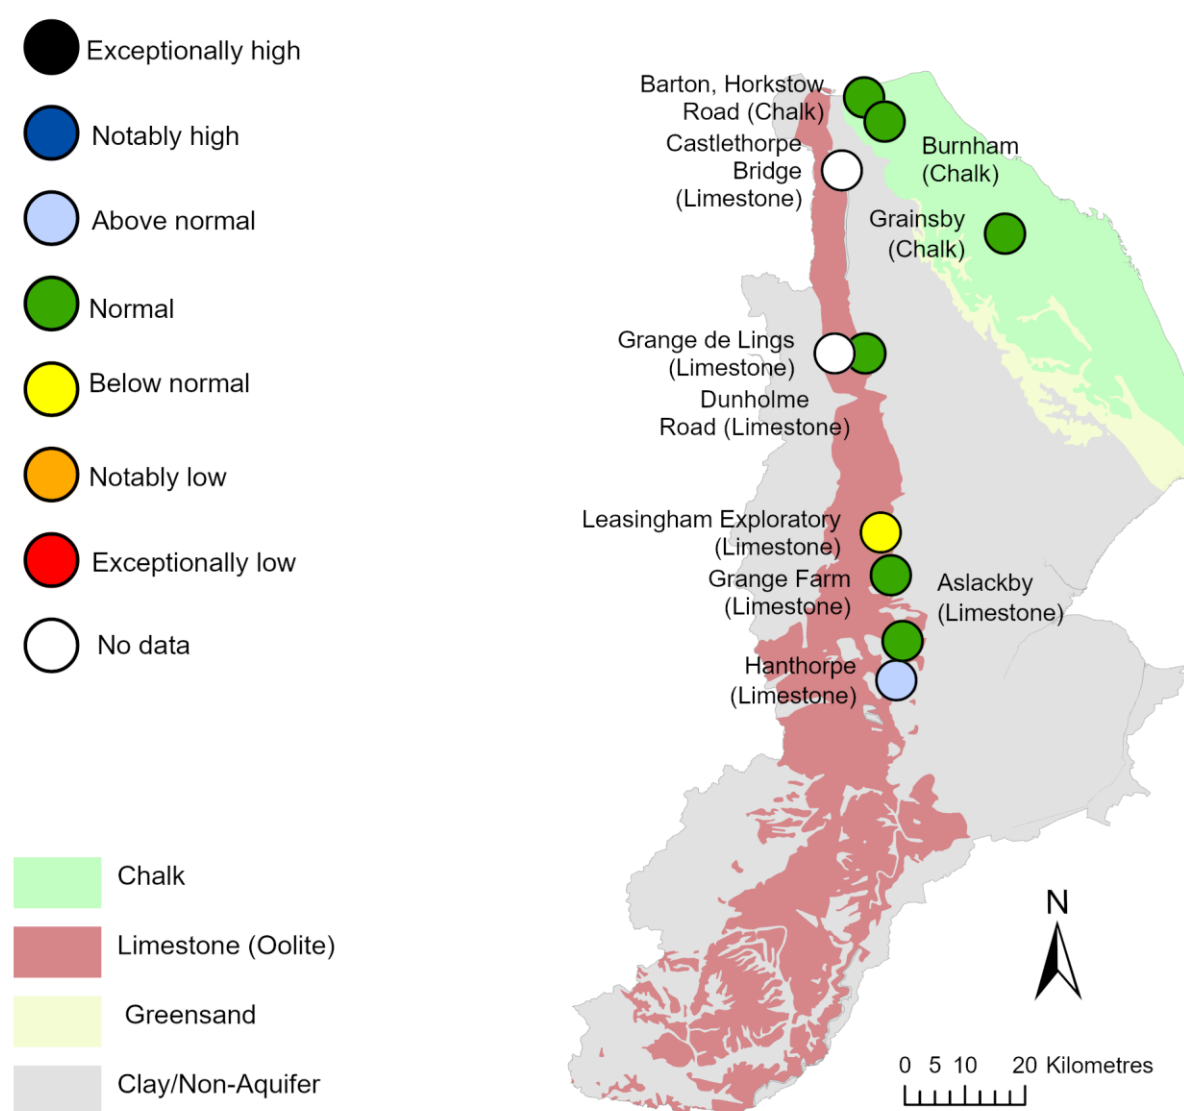 Exceptionally high
Notably high
Above normal
Normal
Below normal
Notably low
Exceptionally low
No data
Chalk
Limestone (Oolite)
Greensand
Clay/Non-Aquifer
Barton, Horkstow
Road (Chalk)
Castlethorpe
Bridge
(Limestone)
Burnham
(Chalk)
Grainsby
(Chalk)
Grange de Lings
(Limestone)
Dunholme
Road (Limestone)
Leasingham Exploratory
(Limestone)
Grange Farm
(Limestone)
Aslackby
(Limestone)
Hanthorpe
(Limestone)
N
0 5 10 20 Kilometres